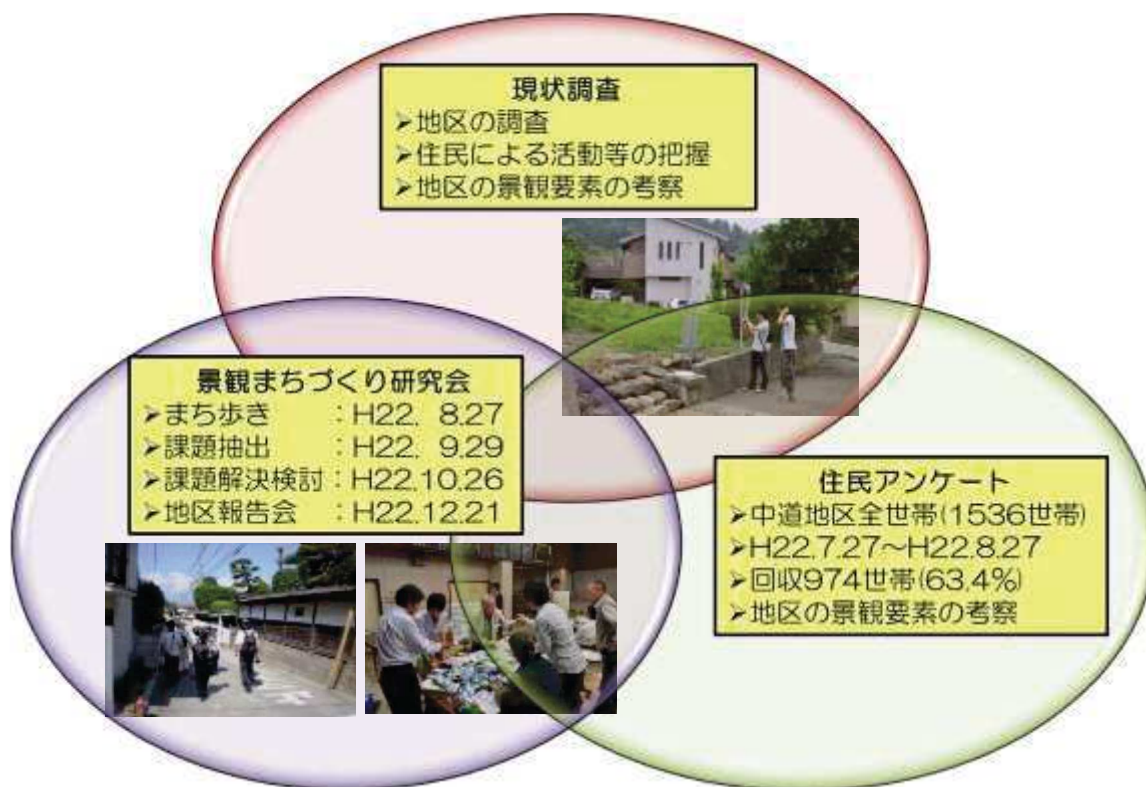 現状調査
➢地区の調査
➢住民による活動等の把握
➢地区の景観要素の考察
景観まちづくり研究会
➢まち歩き　　：H22. 8.27
➢課題抽出　　：H22. 9.29
➢課題解決検討：H22.10.26
➢地区報告会　：H22.12.21
住民アンケート
➢中道地区全世帯(1536世帯)
➢H22.7.27～H22.8.27
➢回収974世帯(63.4%)
➢地区の景観要素の考察